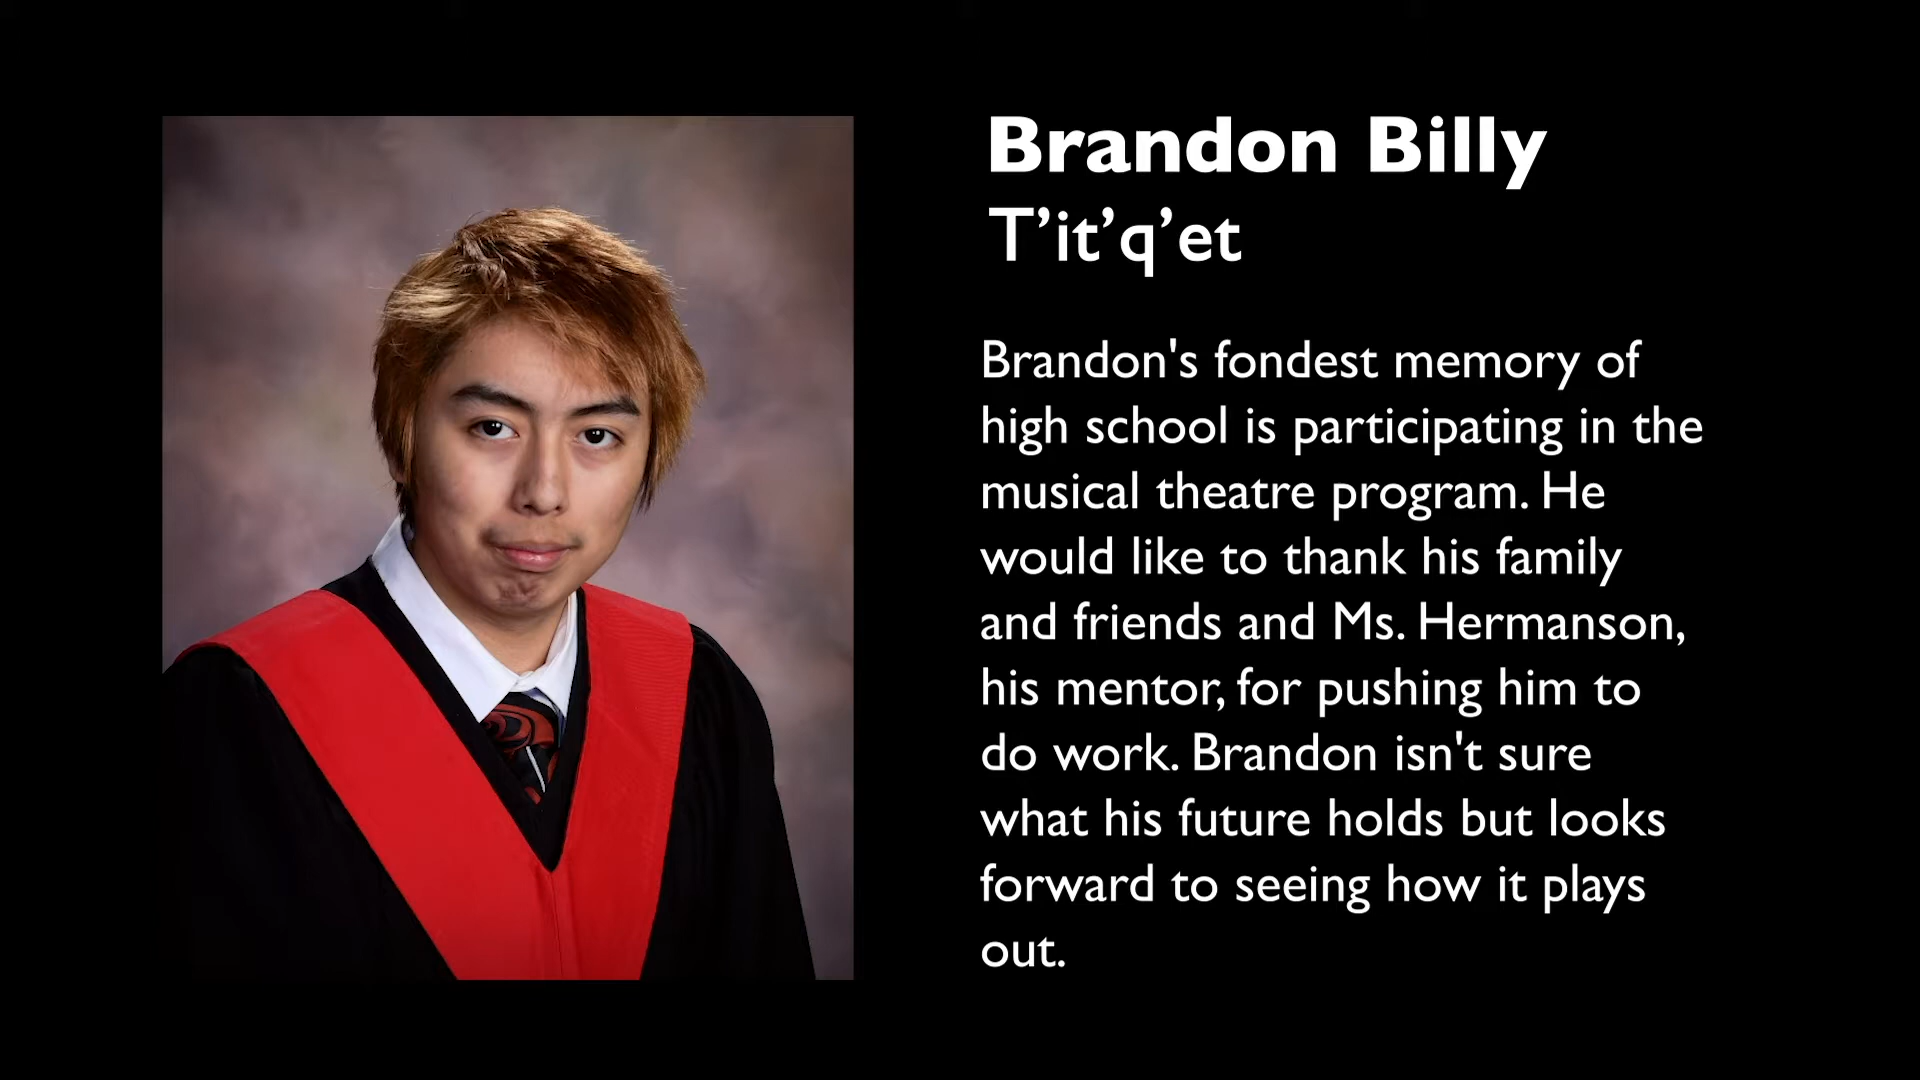 Brandon Billy
T’it’q’et
Brandon's fondest memory of
high school is participating in the
musical theatre program. He
would like to thank his family
and friends and Ms. Hermanson,
his mentor, for pushing him to
do work. Brandon isn't sure
what his future holds but looks
forward to seeing how it plays
out.